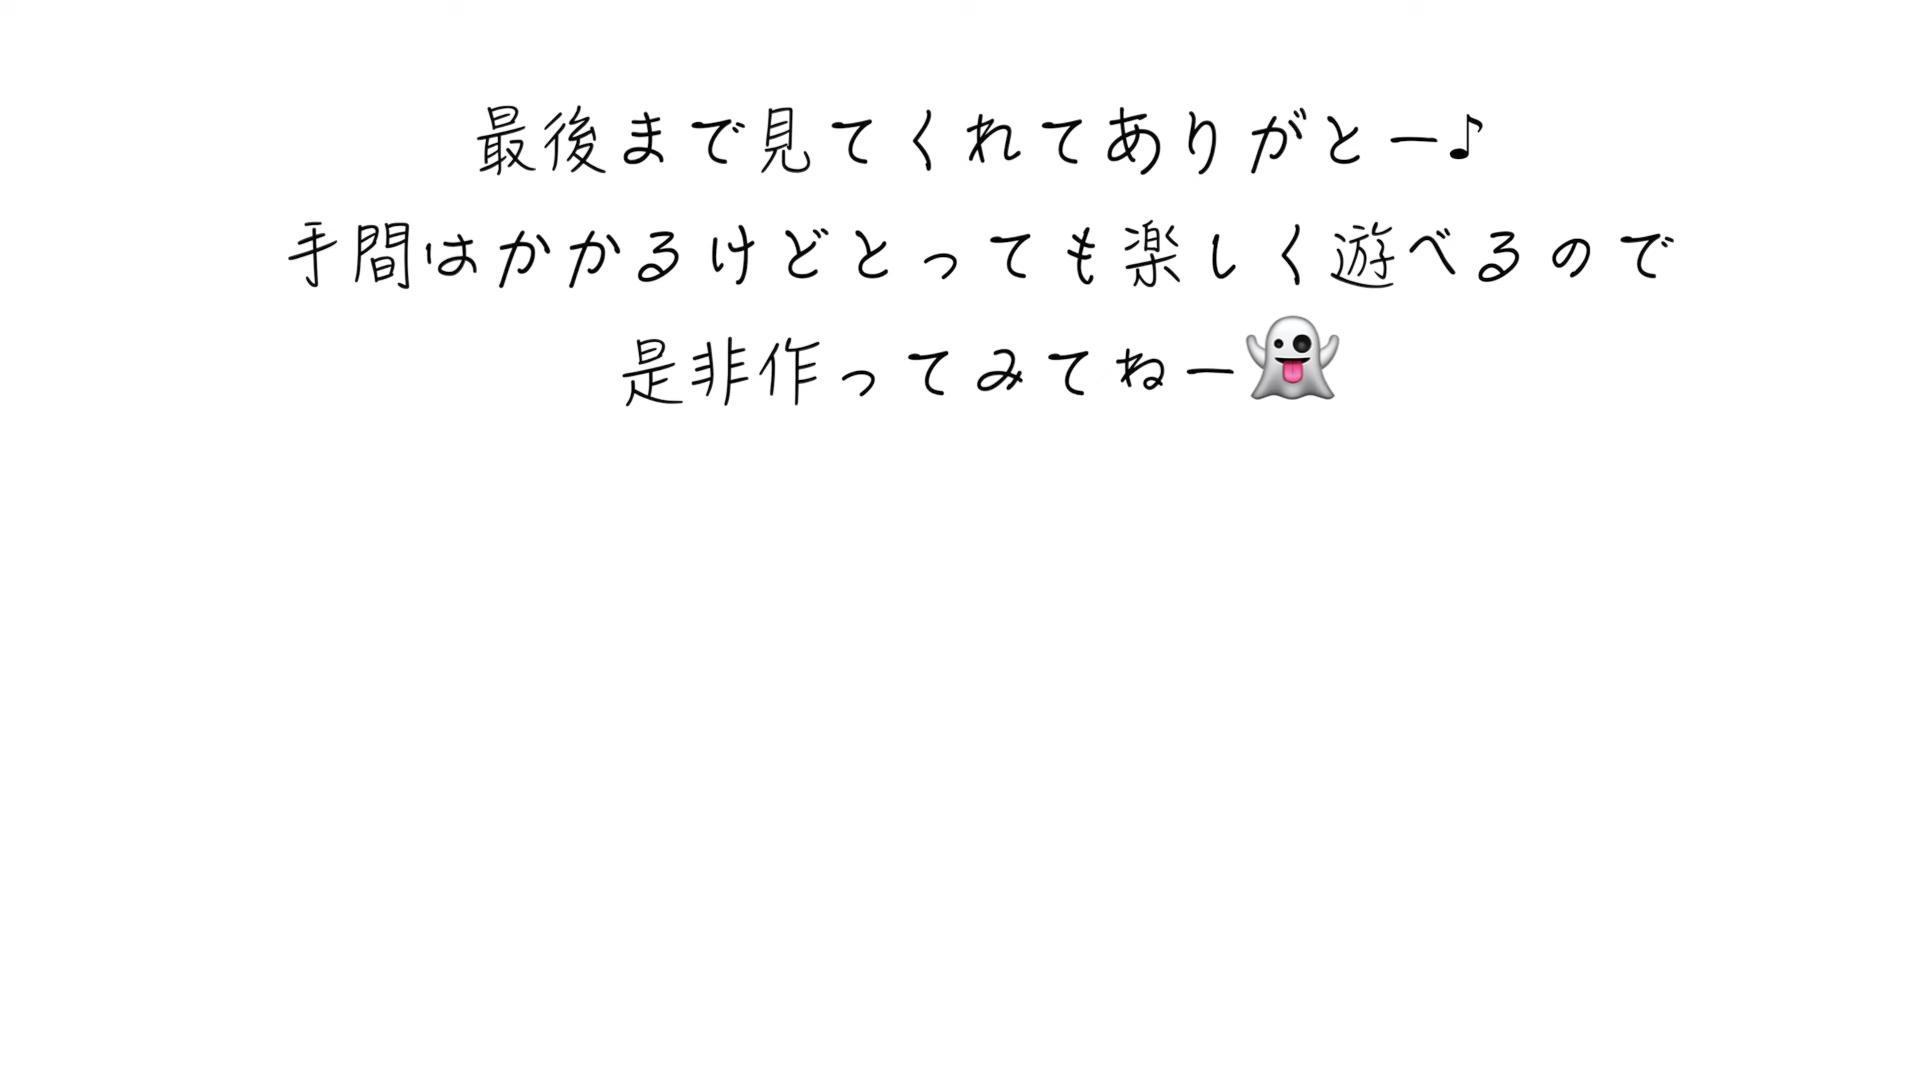 最後まで見てくれてありがとー♪
手間はかかるけどとっても楽しく遊べるので
是非作ってみてねー👻